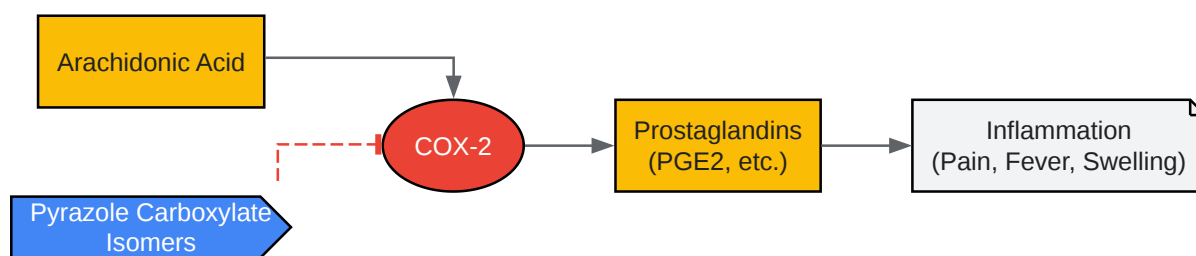 Arachidonic Acid
COX-2
Prostaglandins
(PGE2, etc.)
Inflammation
(Pain, Fever, Swelling)
Pyrazole Carboxylate
Isomers